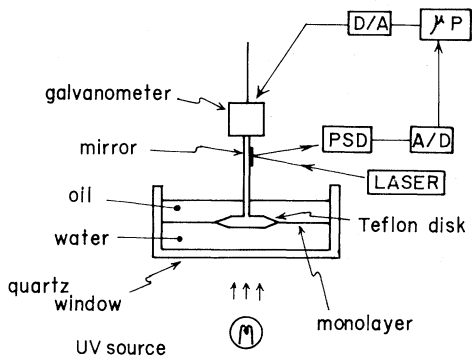 D/A
μP
galvanometer
mirror
PSD
A/D
LASER
oil
Teflon disk
water
quartz
window
monolayer
UV source